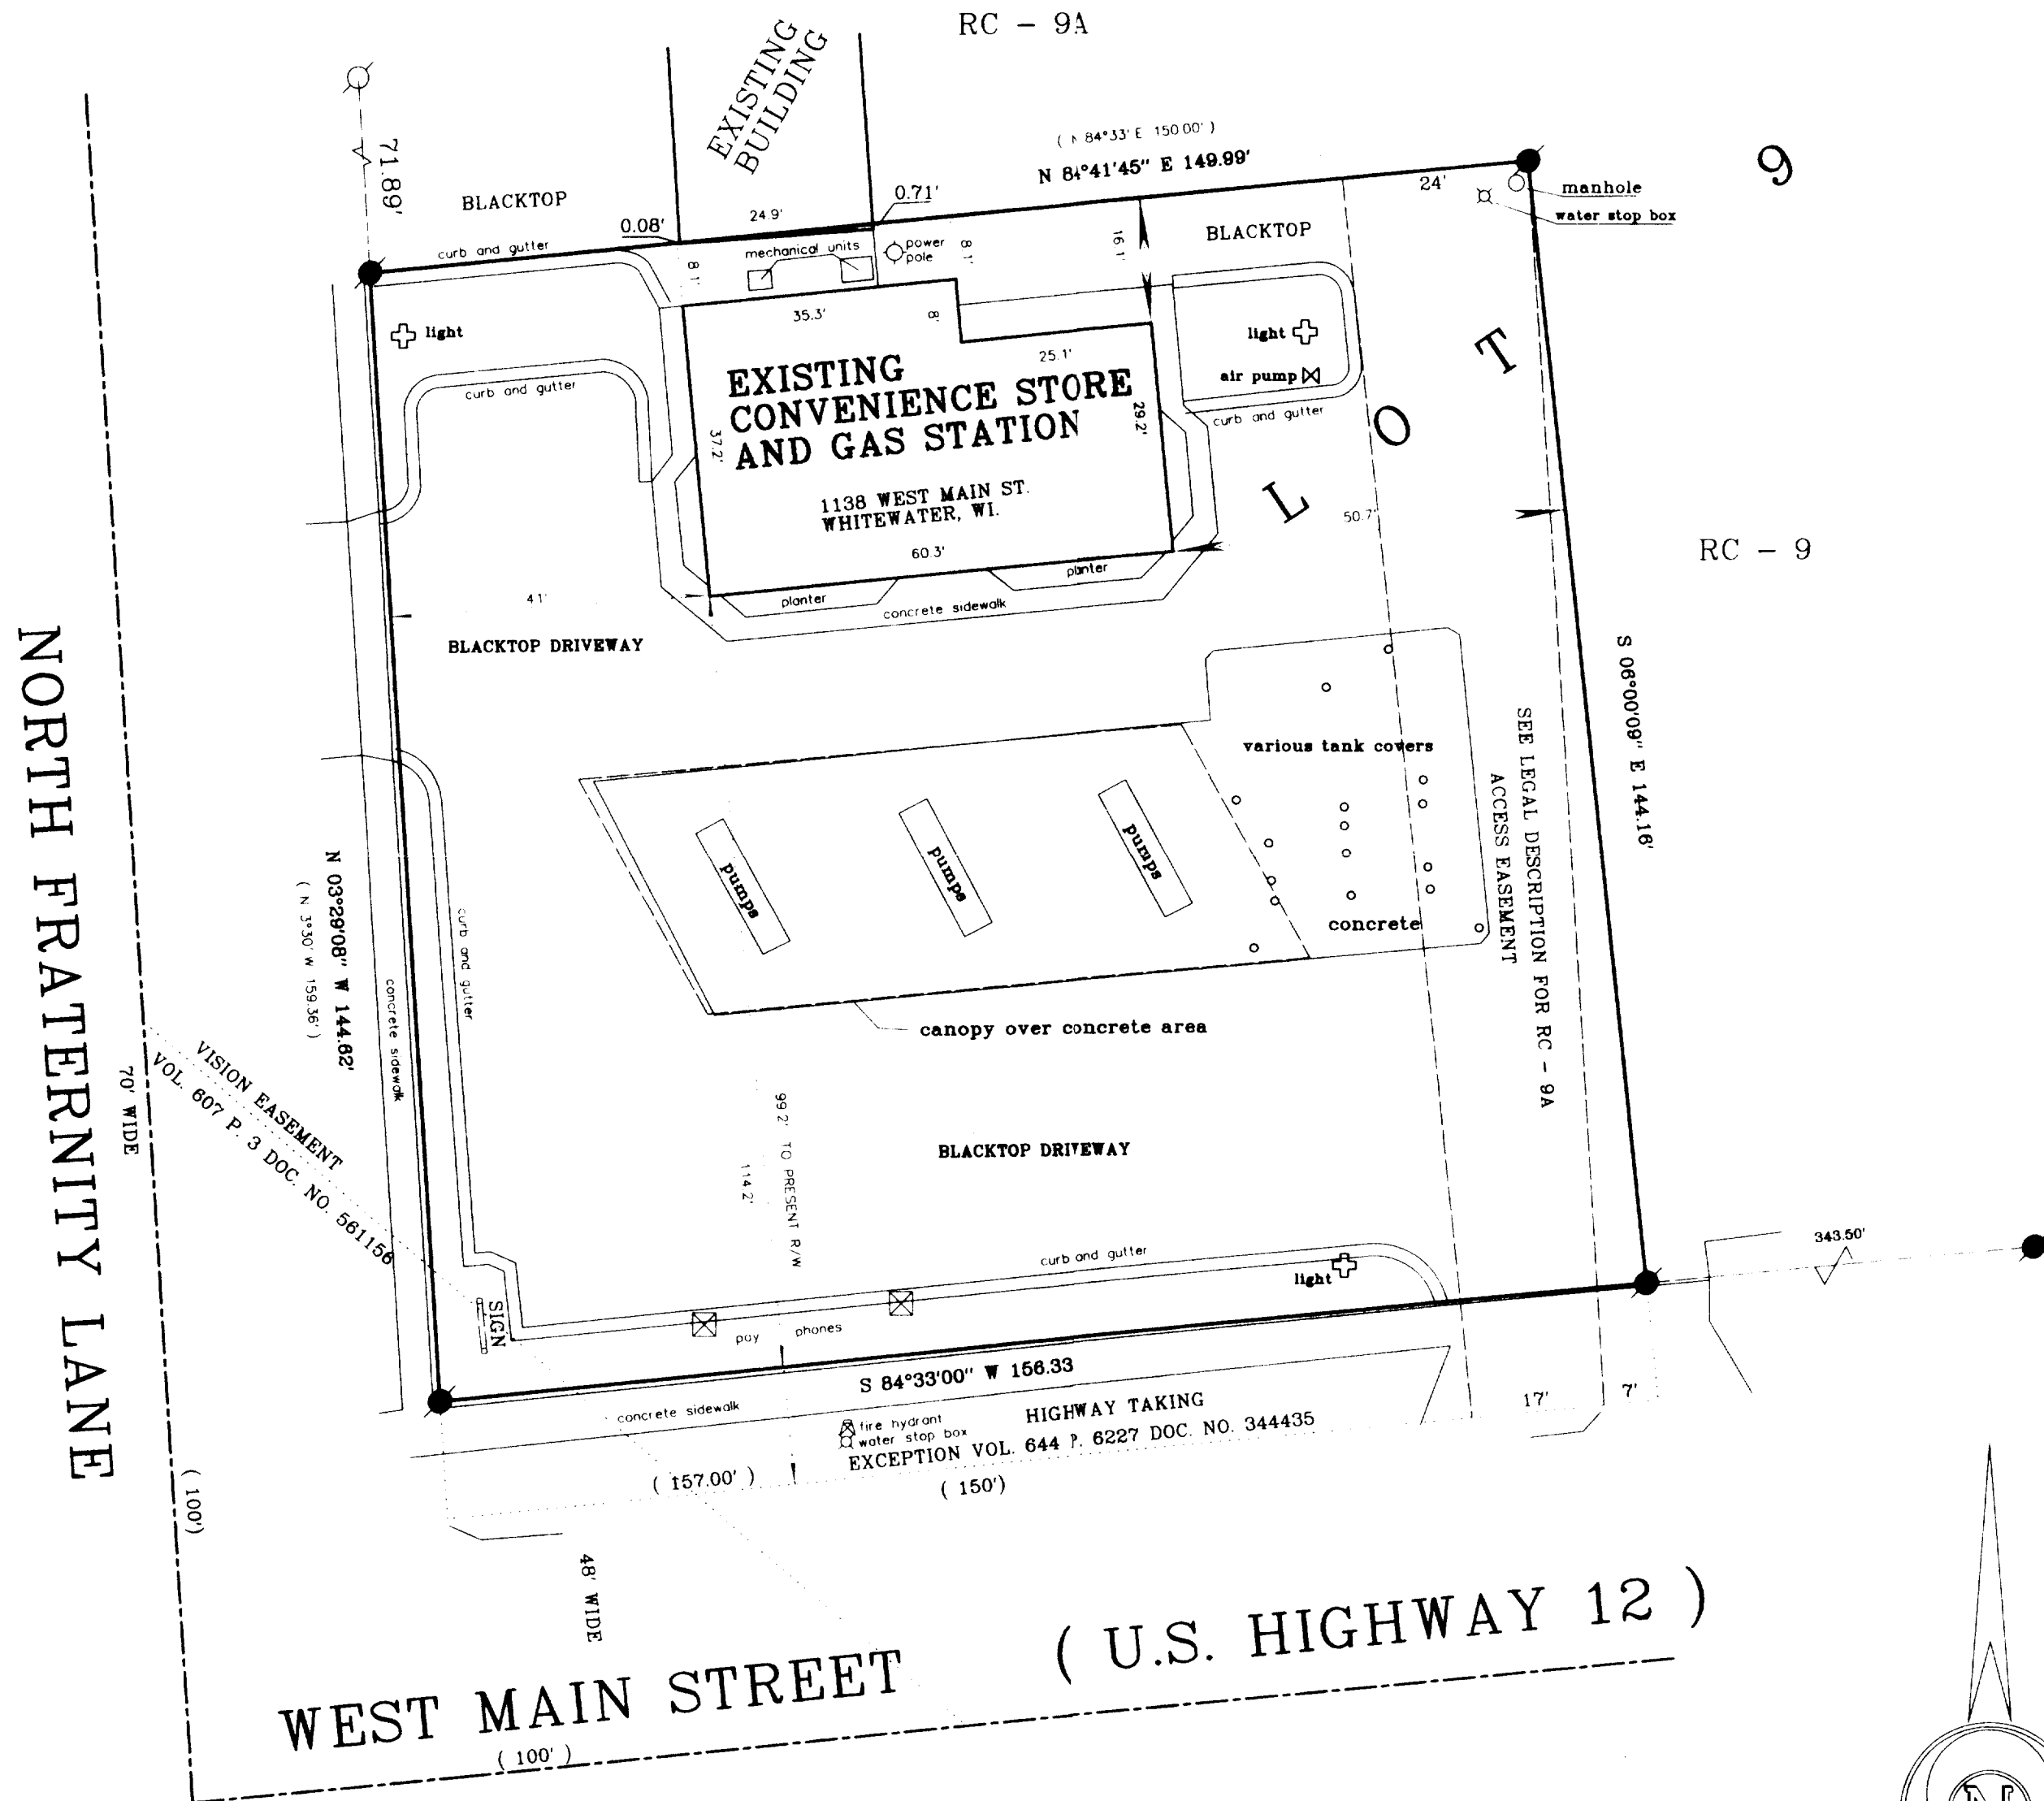 RC - 9A
EXISTING
BUILDING
( N 84°33' E 150.00' )
N 84°41'45" E 149.99'
9
71.89'
BLACKTOP
0.08'
24.9'
0.71'
24'
manhole
water stop box
curb and gutter
mechanical units
power
pole
8.1'
8.1'
16.1'
BLACKTOP
light
35.3'
8'
25.1'
light
air pump
curb and gutter
curb and gutter
EXISTING
CONVENIENCE STORE
AND GAS STATION
37.2'
29.2'
1138 WEST MAIN ST.
WHITEWATER, WI.
60.3'
LOT
50.7'
RC - 9
planter
planter
concrete sidewalk
41'
BLACKTOP DRIVEWAY
S 06°00'09" E 144.16'
various tank covers
SEE LEGAL DESCRIPTION FOR RC - 9A
ACCESS EASEMENT
pumps
pumps
pumps
concrete
canopy over concrete area
NORTH FRATERNITY LANE
70' WIDE
N 03°29'08" W 144.62'
( N 3°30' W 159.36' )
concrete sidewalk
curb and gutter
VISION EASEMENT
VOL. 607 P. 3 DOC. NO. 561156
99.2' TO PRESENT R/W
114.2'
BLACKTOP DRIVEWAY
curb and gutter
light
343.50'
SIGN
pay phones
S 84°33'00" W 156.33
concrete sidewalk
fire hydrant
water stop box
HIGHWAY TAKING
EXCEPTION VOL. 644 P. 6227 DOC. NO. 344435
17'
7'
( 157.00' )
( 150')
(100')
48' WIDE
WEST MAIN STREET ( U.S. HIGHWAY 12 )
( 100' )
N